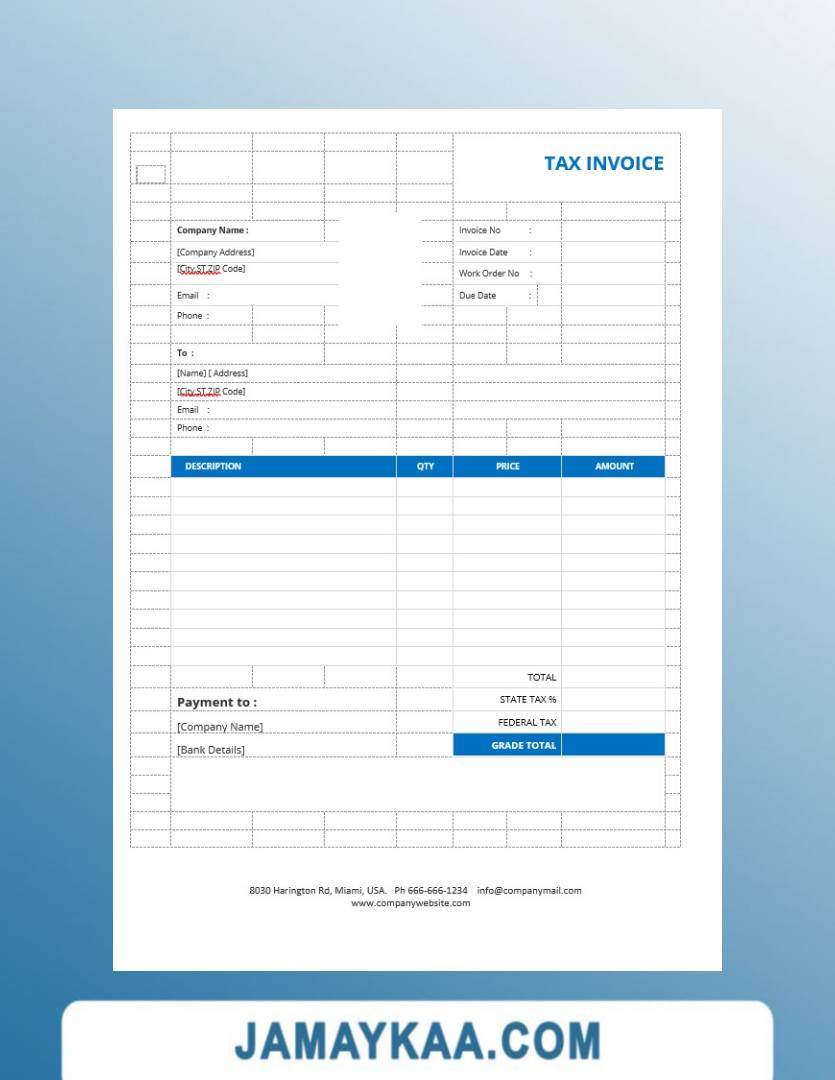 TAX INVOICE
Company Name :
Invoice No :
[Company Address]
Invoice Date :
[City,ST,ZIP Code]
Work Order No :
Email :
Due Date :
Phone :
To :
[Name] [ Address]
[City,ST,ZIP Code]
Email :
Phone :
DESCRIPTION QTY PRICE AMOUNT
TOTAL
Payment to :
STATE TAX %
[Company Name]
FEDERAL TAX
[Bank Details]
GRADE TOTAL
8030 Harington Rd, Miami, USA. Ph 666-666-1234 info@companymail.com
www.companywebsite.com
JAMAYKAA.COM